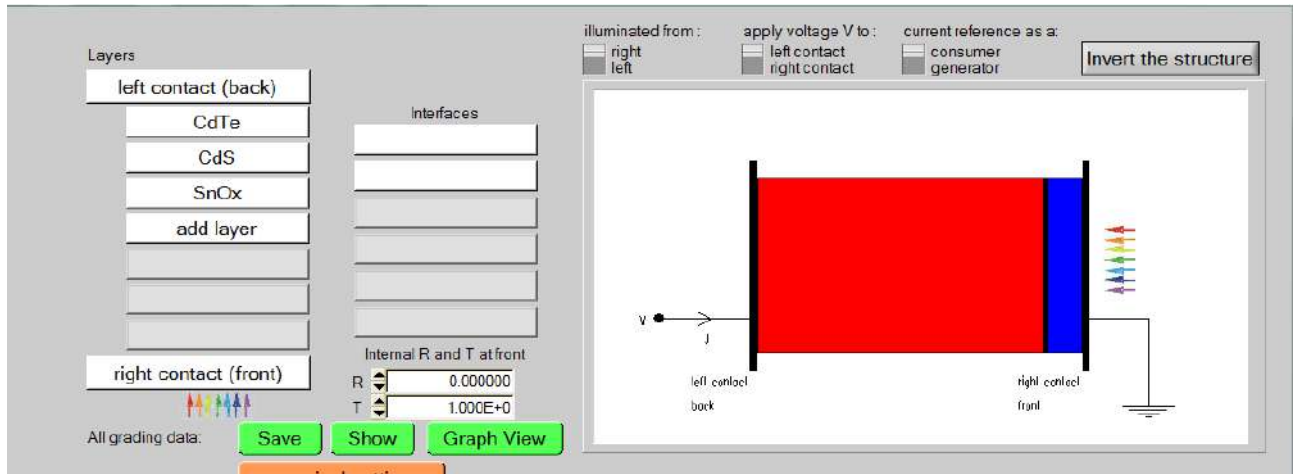 illuminated from :
right
left
apply voltage V to :
left contact
right contact
current reference as a:
consumer
generator
Invert the structure
Layers
left contact (back)
CdTe
CdS
SnOx
add layer
right contact (front)
Interfaces
Internal R and T at front
R 0.000000
T 1.000E+0
V
J
left contact
back
right contact
front
All grading data:
Save
Show
Graph View